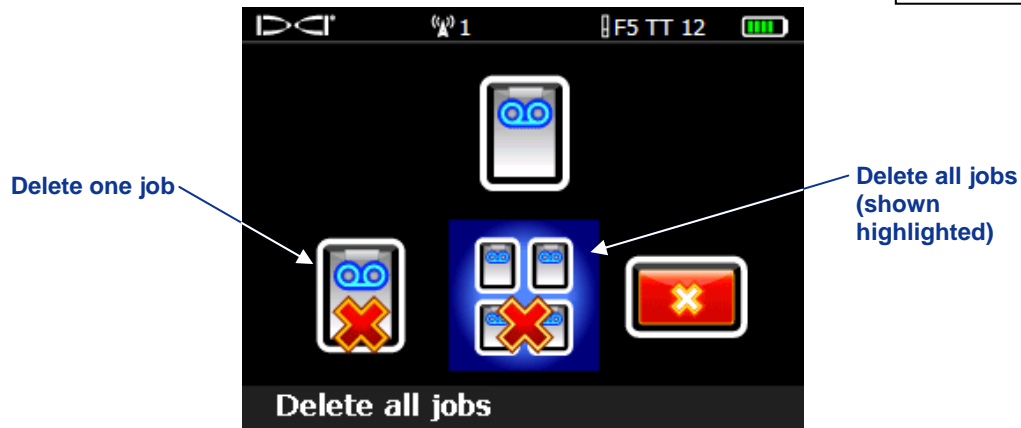 DCI
1
F5 TT 12
Delete one job
Delete all jobs
(shown
highlighted)
Delete all jobs